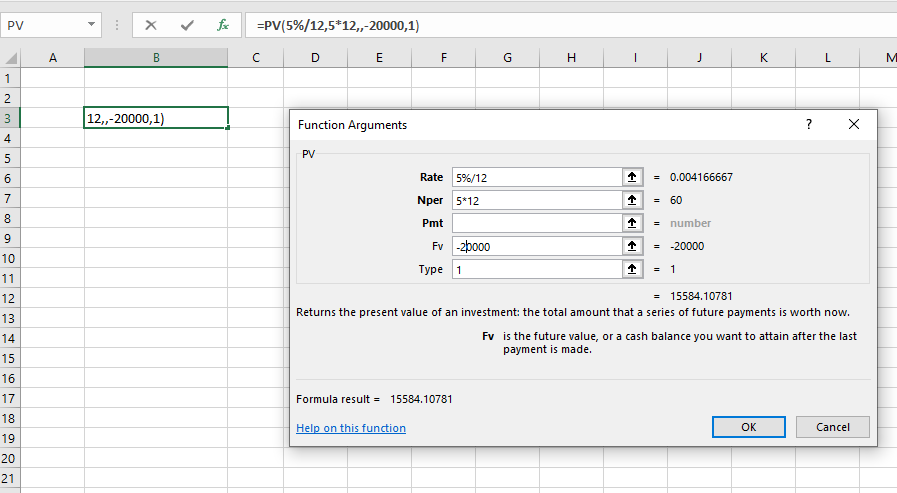 PV fx =PV(5%/12,5*12,,-20000,1)
A B C D E F G H I J K L M
1
2
3 12,,-20000,1)
4
5
6
7
8
9
10
11
12
13
14
15
16
17
18
19
20
21
Function Arguments ? X
PV
Rate 5%/12 = 0.004166667
Nper 5*12 = 60
Pmt = number
Fv -20000 = -20000
Type 1 = 1
= 15584.10781
Returns the present value of an investment: the total amount that a series of future payments is worth now.
Fv is the future value, or a cash balance you want to attain after the last
payment is made.
Formula result = 15584.10781
Help on this function OK Cancel